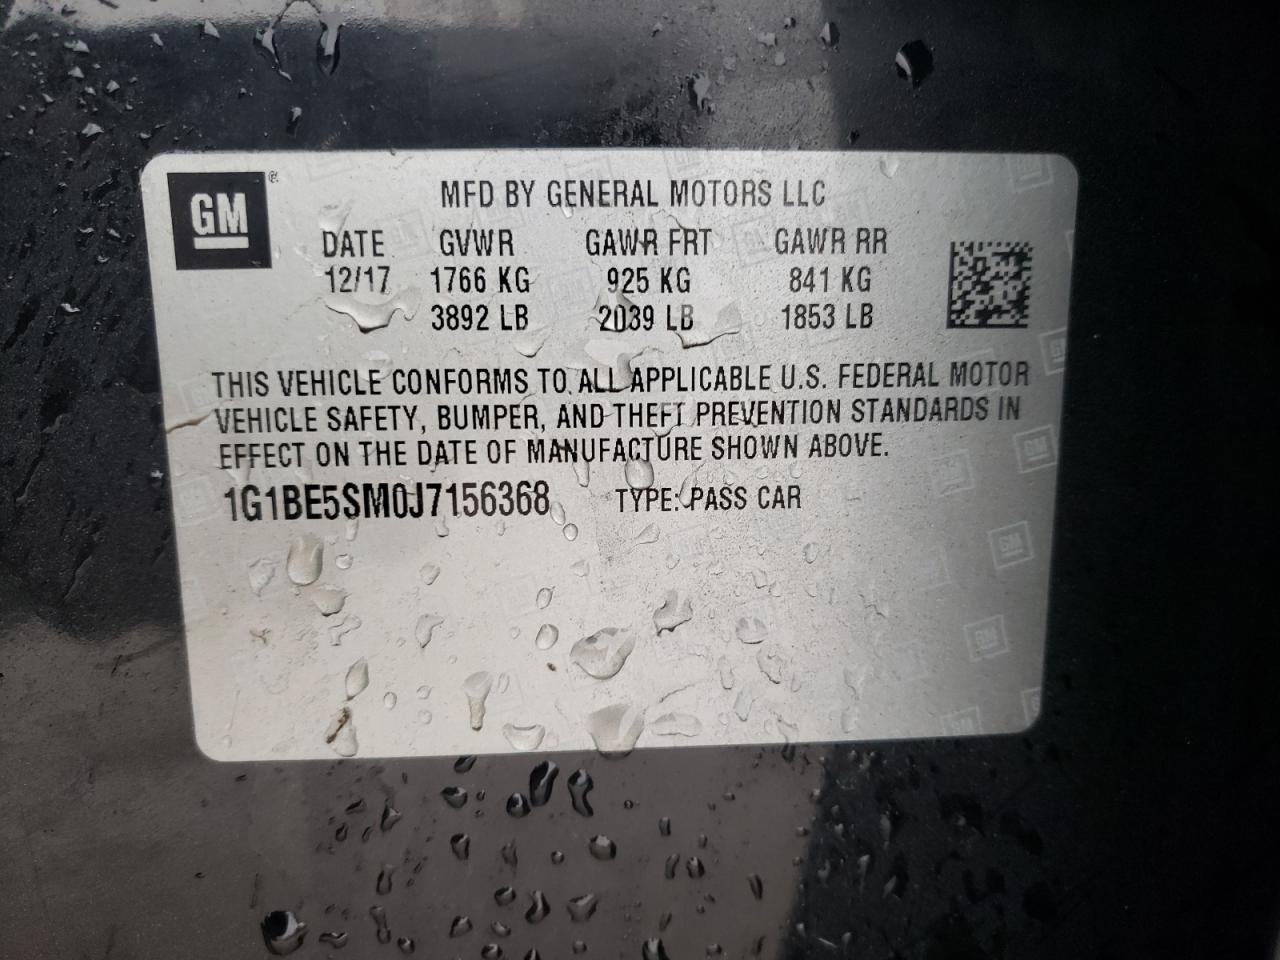 GM ®
MFD BY GENERAL MOTORS LLC
DATE GVWR GAWR FRT GAWR RR
12/17 1766 KG 925 KG 841 KG
3892 LB 2039 LB 1853 LB
THIS VEHICLE CONFORMS TO ALL APPLICABLE U.S. FEDERAL MOTOR
VEHICLE SAFETY, BUMPER, AND THEFT PREVENTION STANDARDS IN
EFFECT ON THE DATE OF MANUFACTURE SHOWN ABOVE.
1G1BE5SM0J7156368 TYPE: PASS CAR